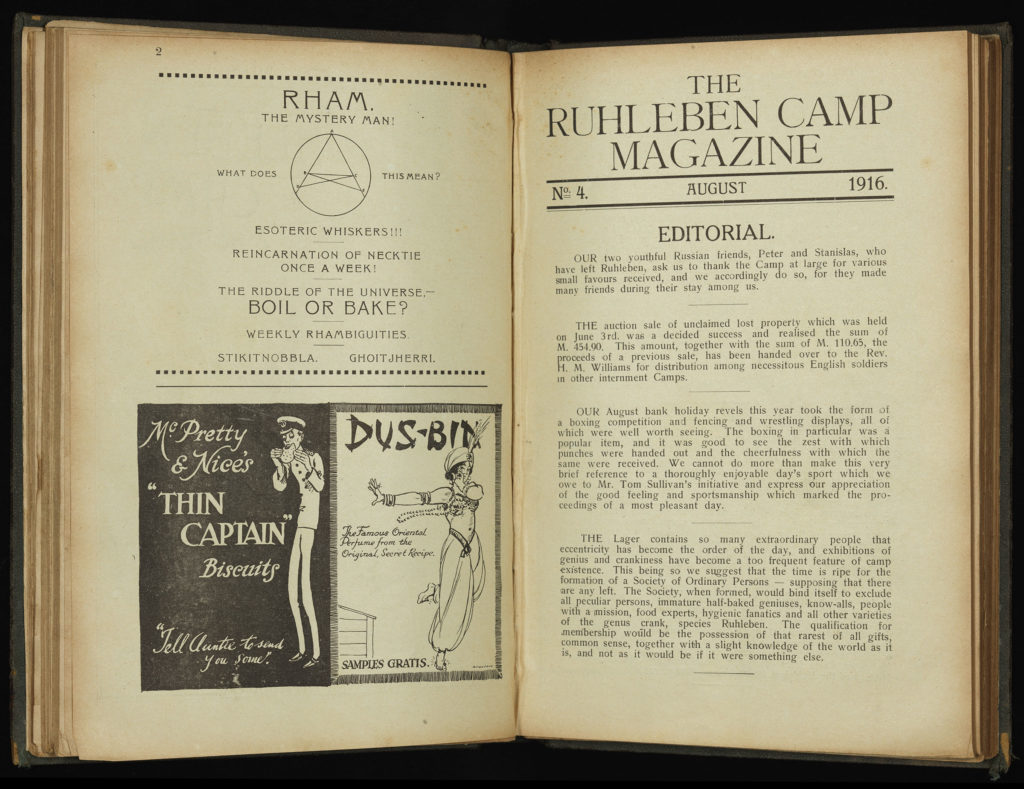 2
RHAM.
THE MYSTERY MAN!
WHAT DOES THIS MEAN?
ESOTERIC WHISKERS!!!
REINCARNATION OF NECKTIE
ONCE A WEEK!
THE RIDDLE OF THE UNIVERSE,—
BOIL OR BAKE?
WEEKLY RHAMBIGUITIES.
STIKITNOBBLA. GHOITJHERRI.
Mc Pretty
& Nice's
"THIN
CAPTAIN"
Biscuits
"Tell Auntie to send
you some".
DUS-BIN
The Famous Oriental
Perfume from the
Original, Secret Recipe.
SAMPLES GRATIS.
THE
RUHLEBEN CAMP
MAGAZINE
No. 4. AUGUST 1916.
EDITORIAL.
OUR two youthful Russian friends, Peter and Stanislas, who
have left Ruhleben, ask us to thank the Camp at large for various
small favours received, and we accordingly do so, for they made
many friends during their stay among us.
THE auction sale of unclaimed lost property which was held
on June 3rd. was a decided success and realised the sum of
M. 454.90. This amount, together with the sum of M. 110.65, the
proceeds of a previous sale, has been handed over to the Rev.
H. M. Williams for distribution among necessitous English soldiers
in other internment Camps.
OUR August bank holiday revels this year took the form of
a boxing competition and fencing and wrestling displays, all of
which were well worth seeing. The boxing in particular was a
popular item, and it was good to see the zest with which
punches were handed out and the cheerfulness with which the
same were received. We cannot do more than make this very
brief reference to a thoroughly enjoyable day's sport which we
owe to Mr. Tom Sullivan's initiative and express our appreciation
of the good feeling and sportsmanship which marked the pro-
ceedings of a most pleasant day.
THE Lager contains so many extraordinary people that
eccentricity has become the order of the day, and exhibitions of
genius and crankiness have become a too frequent feature of camp
existence. This being so we suggest that the time is ripe for the
formation of a Society of Ordinary Persons — supposing that there
are any left. The Society, when formed, would bind itself to exclude
all peculiar persons, immature half-baked geniuses, know-alls, people
with a mission, food experts, hygienic fanatics and all other varieties
of the genus crank, species Ruhleben. The qualification for
membership would be the possession of that rarest of all gifts,
common sense, together with a slight knowledge of the world as it
is, and not as it would be if it were something else.